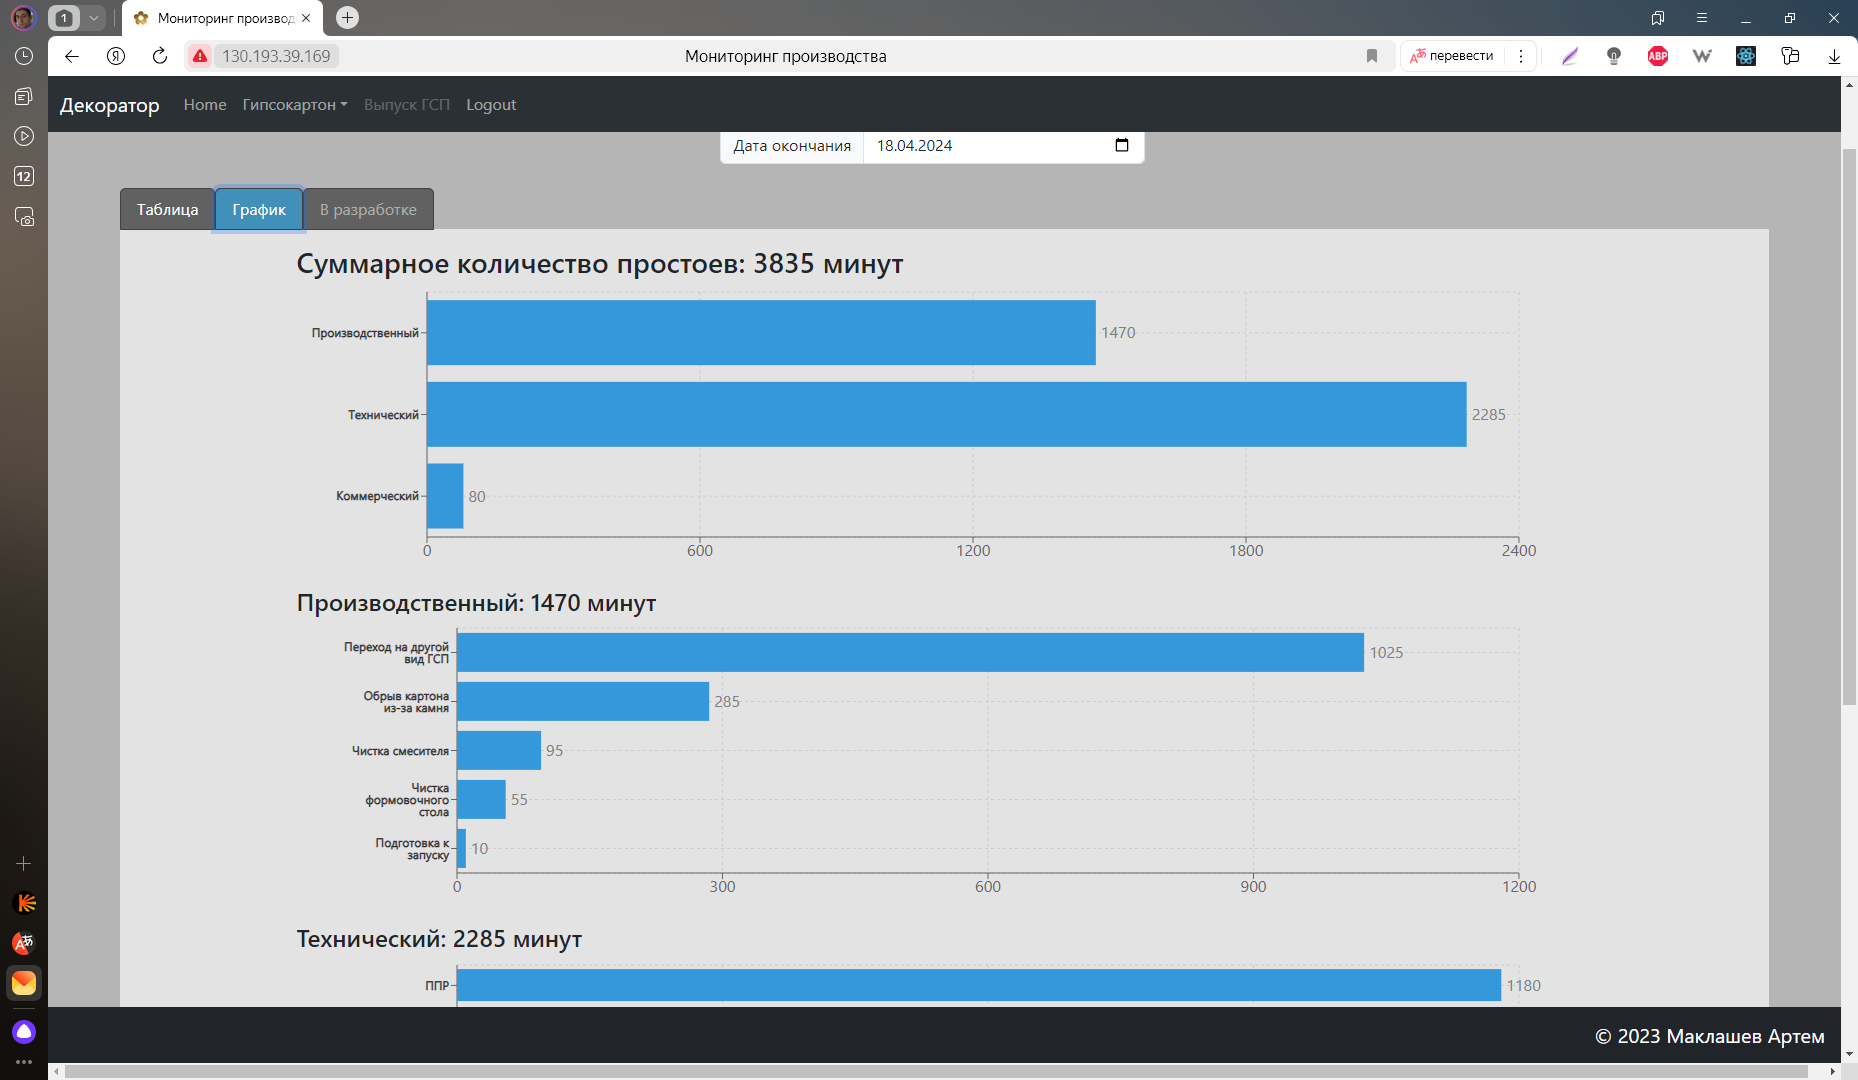 1
Мониторинг производ
Я
130.193.39.169
Мониторинг производства
перевести
ABP
12
Декоратор
Home
Гипсокартон
Выпуск ГСП
Logout
Дата окончания
18.04.2024
Таблица
График
В разработке
Суммарное количество простоев: 3835 минут
Производственный
1470
Технический
2285
Коммерческий
80
0
600
1200
1800
2400
Производственный: 1470 минут
Переход на другой
вид ГСП
1025
Обрыв картона
из-за камня
285
Чистка смесителя
95
Чистка
формовочного
стола
55
Подготовка к
запуску
10
0
300
600
900
1200
Технический: 2285 минут
ППР
1180
© 2023 Маклашев Артем